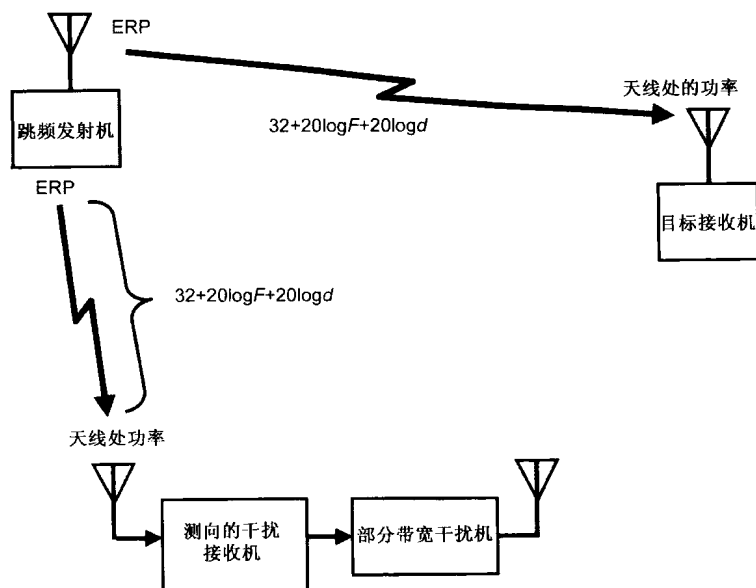 ERP
天线处的功率
跳频发射机
32+20logF+20logd
目标接收机
ERP
32+20logF+20logd
天线处功率
测向的干扰
接收机
部分带宽干扰机